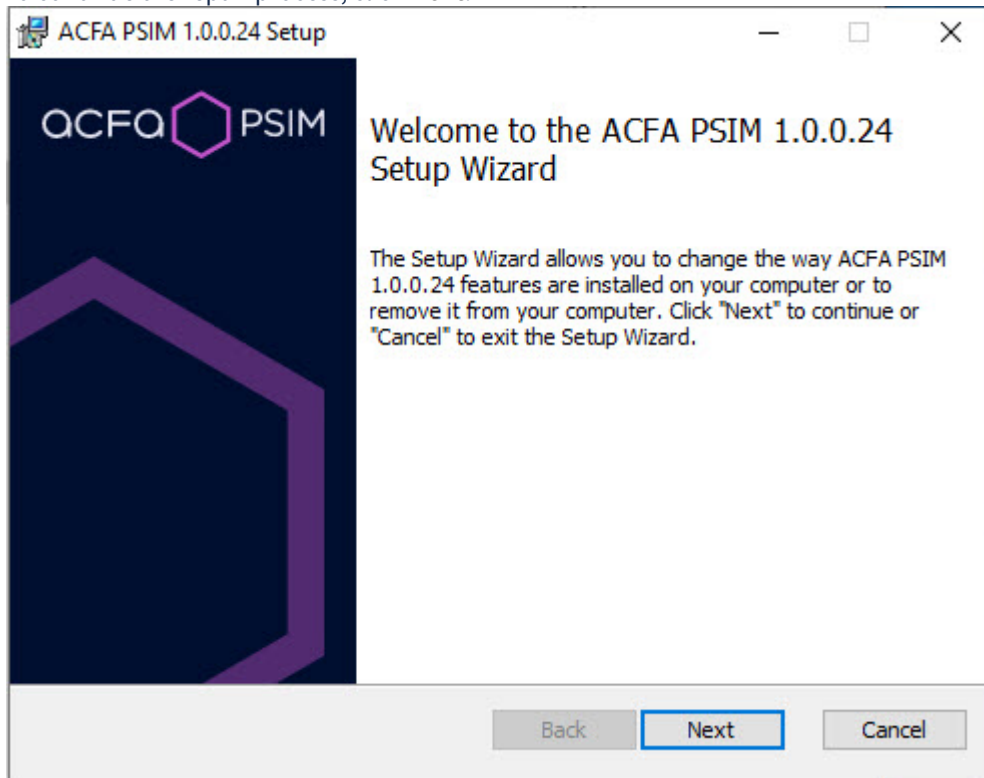 ACFA PSIM 1.0.0.24 Setup
acFa PSIM
Welcome to the ACFA PSIM 1.0.0.24
Setup Wizard
The Setup Wizard allows you to change the way ACFA PSIM
1.0.0.24 features are installed on your computer or to
remove it from your computer. Click "Next" to continue or
"Cancel" to exit the Setup Wizard.
Back Next Cancel